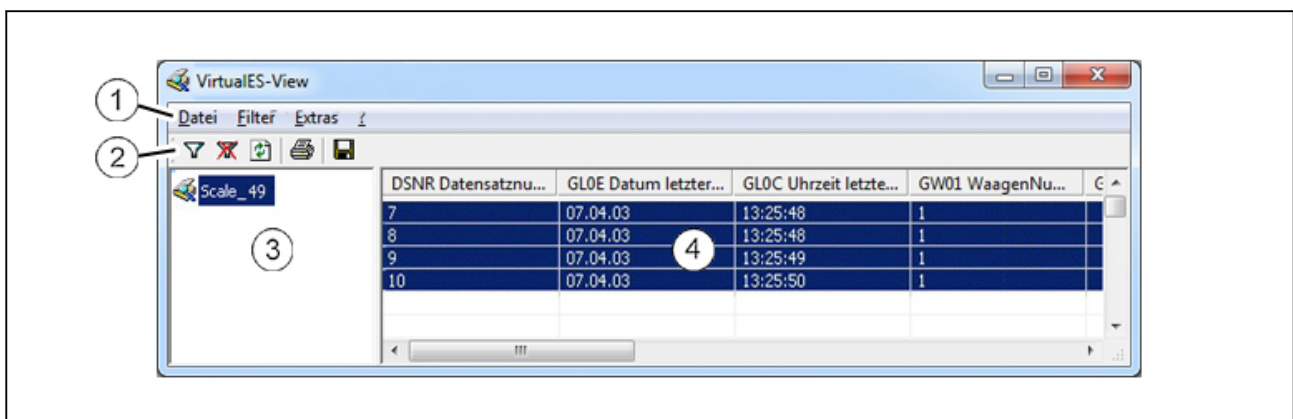 VirtualES-View
1
Datei Filter Extras ?
2
Scale_49
DSNR Datensatznu... GL0E Datum letzter... GL0C Uhrzeit letzte... GW01 WaagenNu... G
7 07.04.03 13:25:48 1
8 07.04.03 13:25:48 1
9 07.04.03 13:25:49 1
10 07.04.03 13:25:50 1
3
4